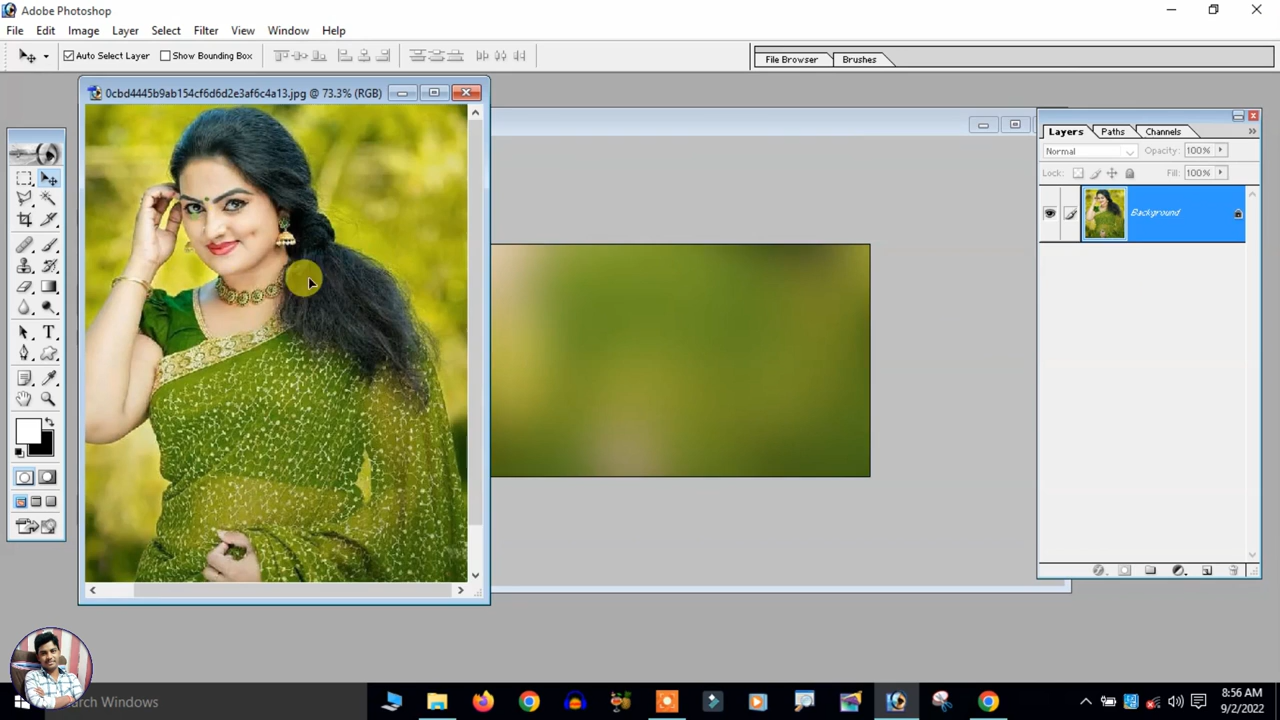 Adobe Photoshop
File Edit Image Layer Select Filter View Window Help
Auto Select Layer Show Bounding Box
File Browser Brushes
0cbd4445b9ab154cf6d6d2e3af6c4a13.jpg @ 73.3% (RGB)
Layers Paths Channels
Normal Opacity: 100%
Lock: Fill: 100%
Background
T
arch Windows
8:56 AM
9/2/2022